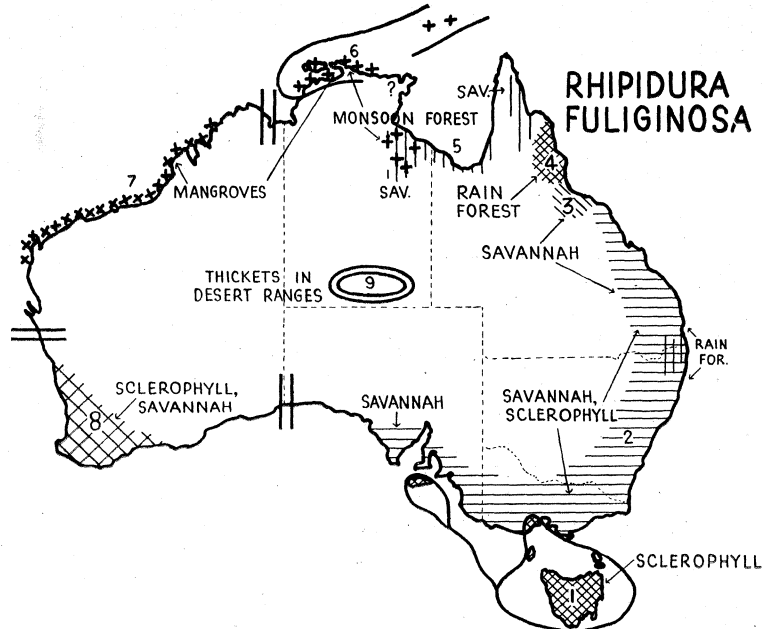 RHIPIDURA
FULIGINOSA
6
SAV.
?
MONSOON FOREST
5
7
MANGROVES
SAV.
4
RAIN
FOREST
3
SAVANNAH
THICKETS IN
DESERT RANGES
9
RAIN
FOR.
SCLEROPHYLL,
SAVANNAH
8
SAVANNAH
SAVANNAH,
SCLEROPHYLL
2
SCLEROPHYLL
1